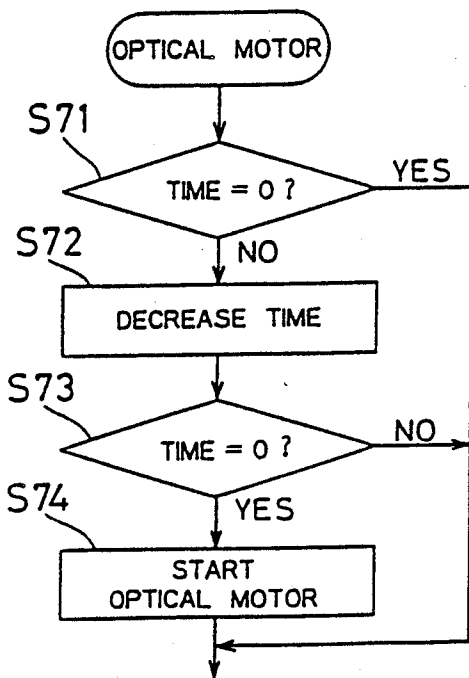 OPTICAL MOTOR
S71
YES
TIME = 0 ?
S72
NO
DECREASE TIME
S73
NO
TIME = 0 ?
S74
YES
START
OPTICAL MOTOR